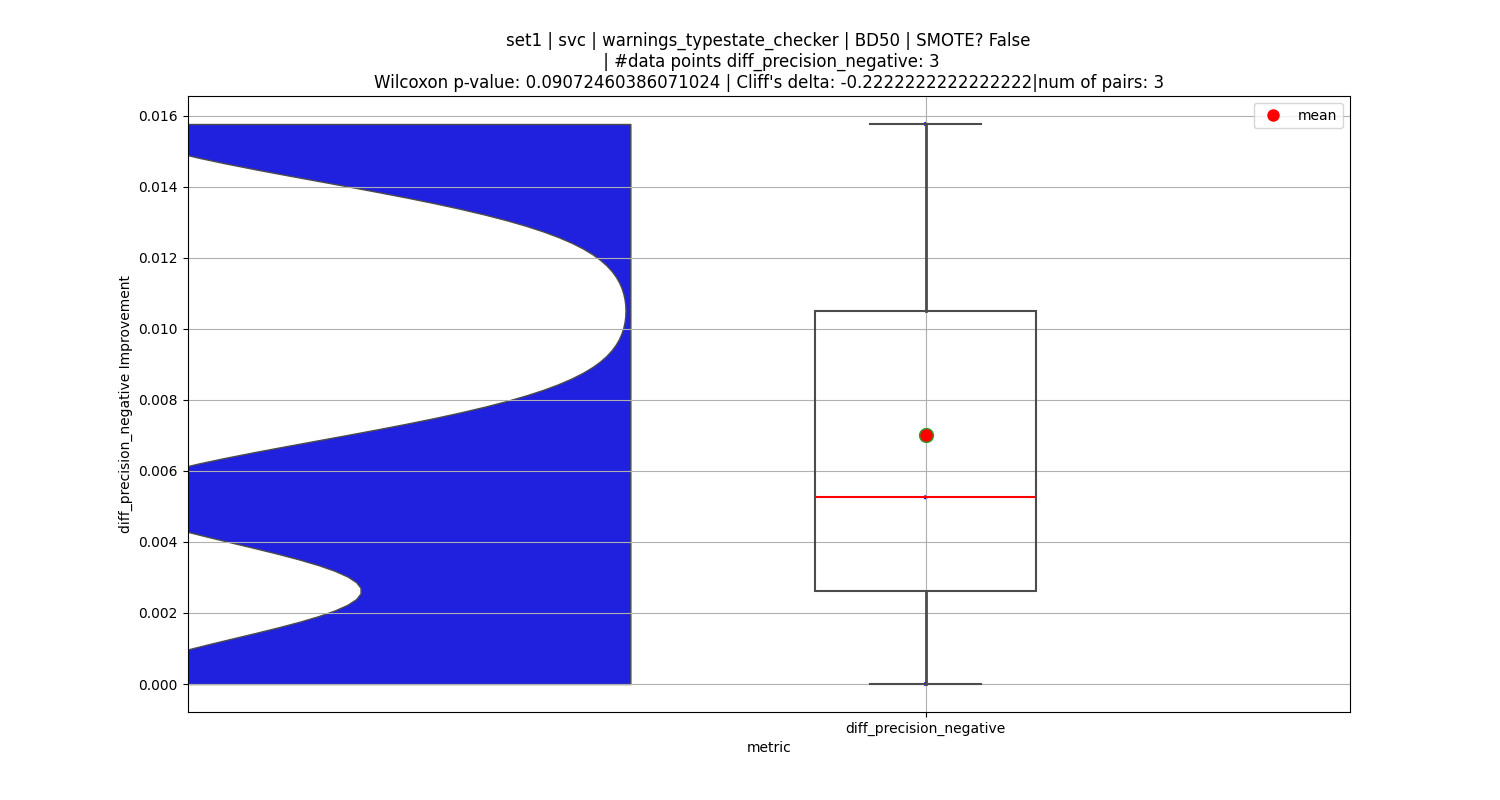 set1 | svc | warnings_typestate_checker | BD50 | SMOTE? False
| #data points diff_precision_negative: 3
Wilcoxon p-value: 0.09072460386071024 | Cliff's delta: -0.2222222222222222|num of pairs: 3
mean
0.016
0.014
0.012
0.010
0.008
0.006
0.004
0.002
0.000
diff_precision_negative Improvement
diff_precision_negative
metric